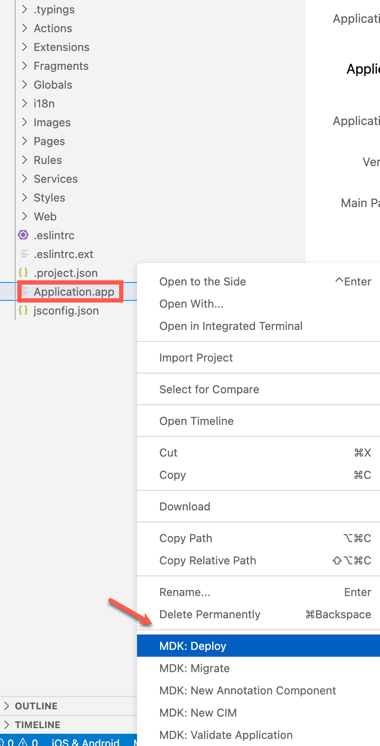 .typings
Applicati
Actions
Extensions
Fragments
Applic
Globals
i18n
Images
Applicati
Pages
Rules
Ver
Services
Styles
Main Pa
Web
.eslintrc
.eslintrc.ext
.project.json
Application.app
jsconfig.json
Open to the Side ^Enter
Open With...
Open in Integrated Terminal
Import Project
Select for Compare
Open Timeline
Cut ⌘X
Copy ⌘C
Download
Copy Path ⌥⌘C
Copy Relative Path ⇧⌥⌘C
Rename... Enter
Delete Permanently ⌘Backspace
MDK: Deploy
MDK: Migrate
MDK: New Annotation Component
MDK: New CIM
MDK: Validate Application
OUTLINE
TIMELINE
0 0 iOS & Android